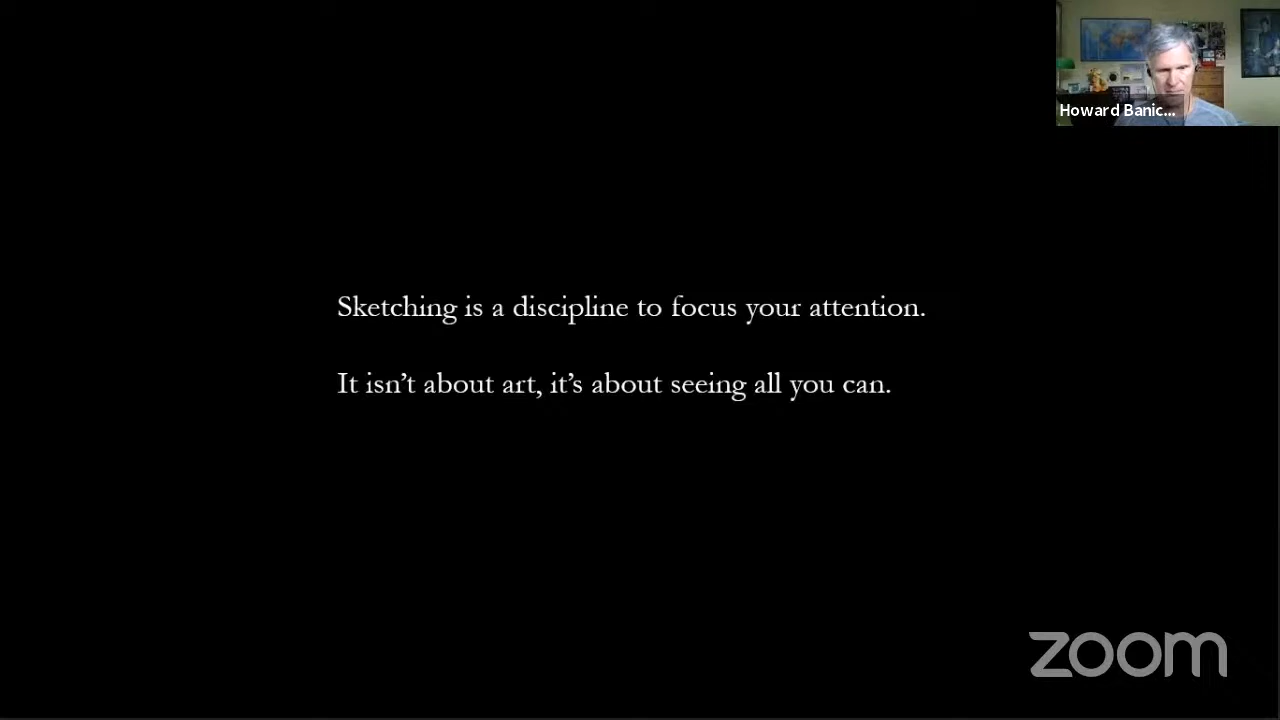 Howard Banic...
Sketching is a discipline to focus your attention.
It isn’t about art, it’s about seeing all you can.
zoom